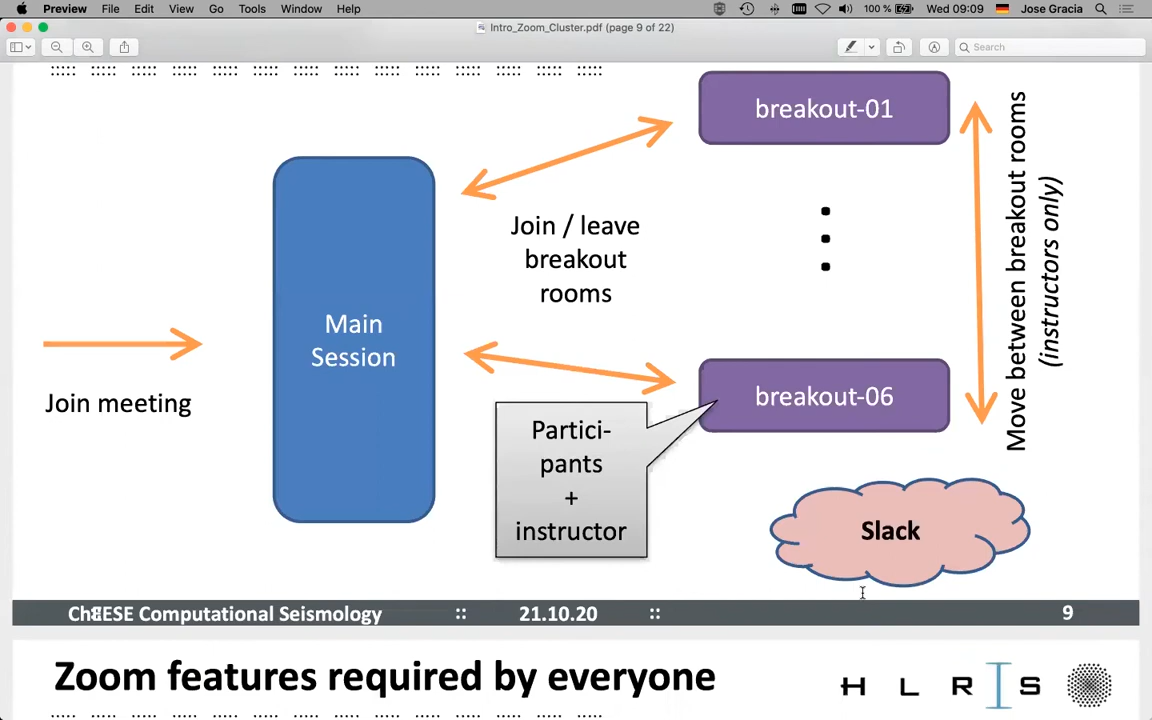 Preview File Edit View Go Tools Window Help 100 % Wed 09:09 Jose Gracia
Intro_Zoom_Cluster.pdf (page 9 of 22)
Search
breakout-01
Join / leave
breakout
rooms
Main
Session
Join meeting
breakout-06
Partici-
pants
+
instructor
Move between breakout rooms
(instructors only)
Slack
ChEESE Computational Seismology :: 21.10.20 :: 9
Zoom features required by everyone
H L R I S